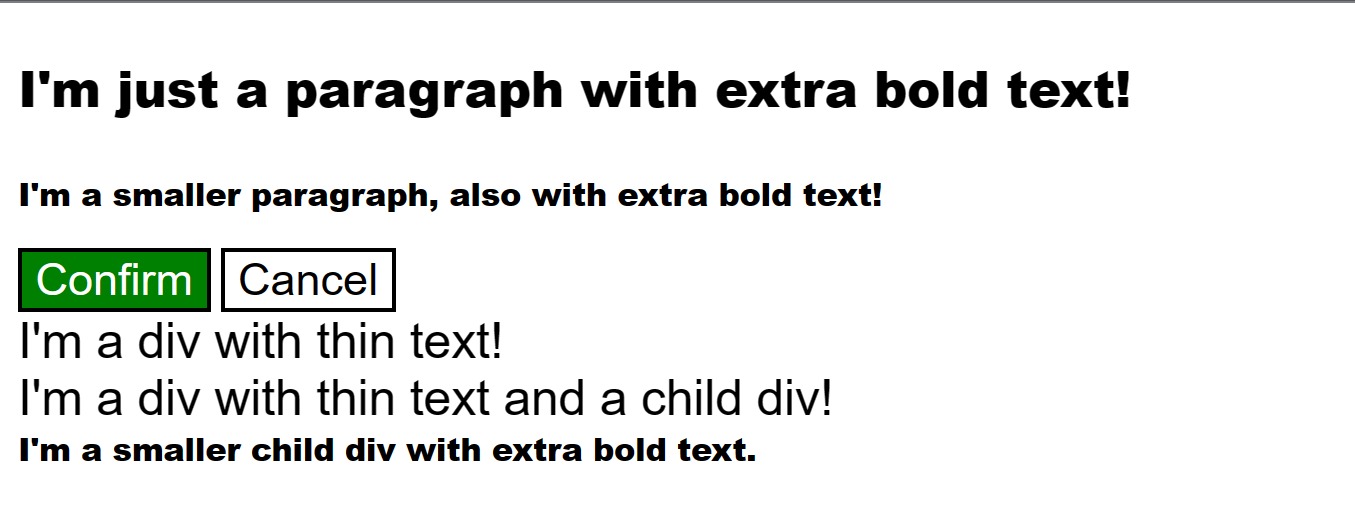 I'm just a paragraph with extra bold text!
I'm a smaller paragraph, also with extra bold text!
Confirm Cancel
I'm a div with thin text!
I'm a div with thin text and a child div!
I'm a smaller child div with extra bold text.